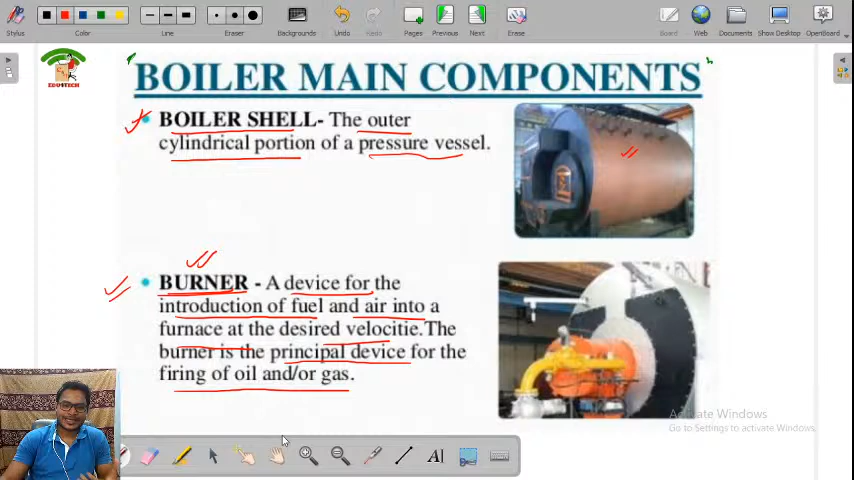 Stylus
Color
Line
Eraser
Backgrounds
Undo
Redo
Pages
Previous
Next
Erase
Board
Web
Documents
Show Desktop
OpenBoard
EDU4TECH
BOILER MAIN COMPONENTS
• BOILER SHELL- The outer
cylindrical portion of a pressure vessel.
• BURNER - A device for the
introduction of fuel and air into a
furnace at the desired velocitie.The
burner is the principal device for the
firing of oil and/or gas.
Activate Windows
Go to Settings to activate Windows.
A